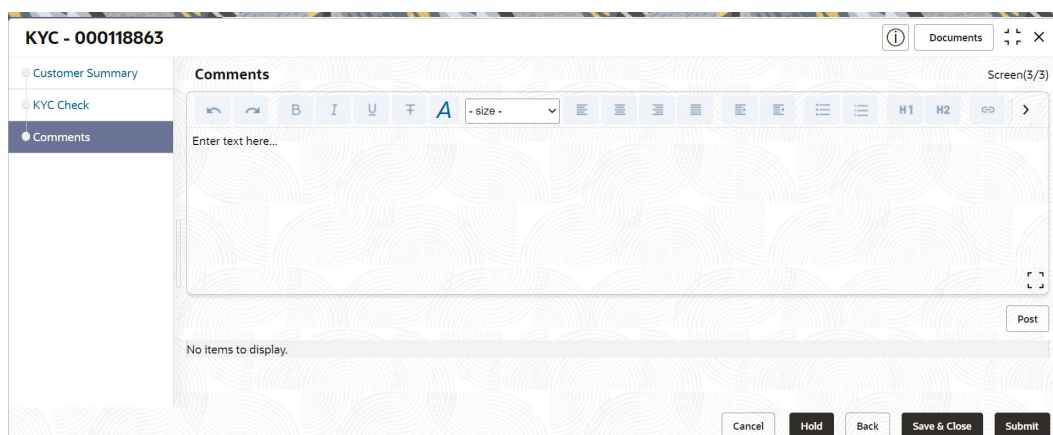 KYC - 000118863
Documents
Customer Summary
KYC Check
Comments
Comments
Screen(3/3)
B I U T A - size - H1 H2
Enter text here...
Post
No items to display.
Cancel Hold Back Save & Close Submit